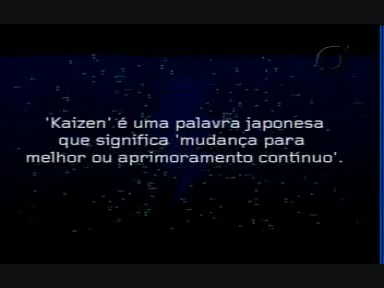 'Kaizen' é uma palavra japonesa
que significa 'mudança para
melhor ou aprimoramento contínuo'.